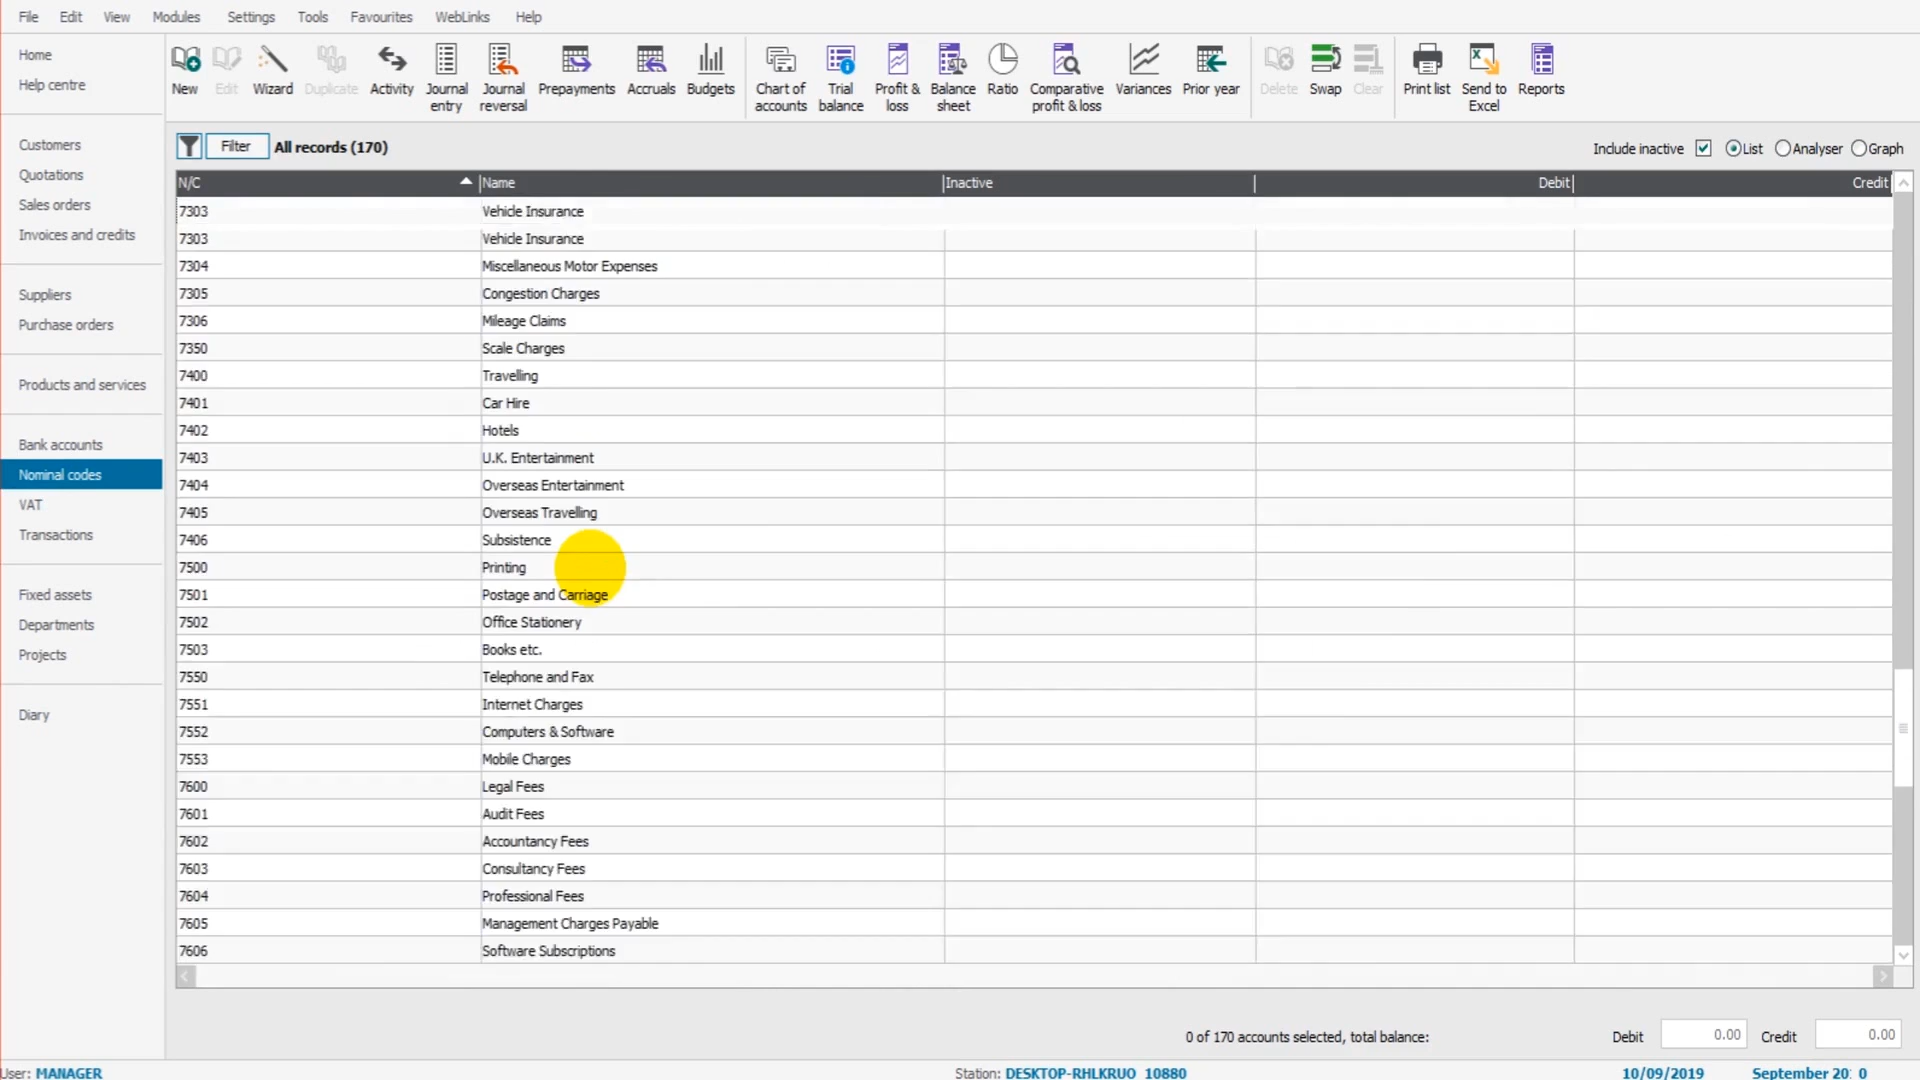 File Edit View Modules Settings Tools Favourites WebLinks Help
Home
Help centre
Customers
Quotations
Sales orders
Invoices and credits
Suppliers
Purchase orders
Products and services
Bank accounts
Nominal codes
VAT
Transactions
Fixed assets
Departments
Projects
Diary
New Edit Wizard Duplicate Activity Journal entry Journal reversal Prepayments Accruals Budgets Chart of accounts Trial balance Profit & loss Balance sheet Ratio Comparative profit & loss Variances Prior year Delete Swap Clear Print list Send to Excel Reports
Filter All records (170) Include inactive List Analyser Graph
N/C Name Inactive Debit Credit
7303 Vehicle Insurance
7303 Vehicle Insurance
7304 Miscellaneous Motor Expenses
7305 Congestion Charges
7306 Mileage Claims
7350 Scale Charges
7400 Travelling
7401 Car Hire
7402 Hotels
7403 U.K. Entertainment
7404 Overseas Entertainment
7405 Overseas Travelling
7406 Subsistence
7500 Printing
7501 Postage and Carriage
7502 Office Stationery
7503 Books etc.
7550 Telephone and Fax
7551 Internet Charges
7552 Computers & Software
7553 Mobile Charges
7600 Legal Fees
7601 Audit Fees
7602 Accountancy Fees
7603 Consultancy Fees
7604 Professional Fees
7605 Management Charges Payable
7606 Software Subscriptions
0 of 170 accounts selected, total balance: Debit 0.00 Credit 0.00
User: MANAGER Station: DESKTOP-RHLKRUO 10880 10/09/2019 September